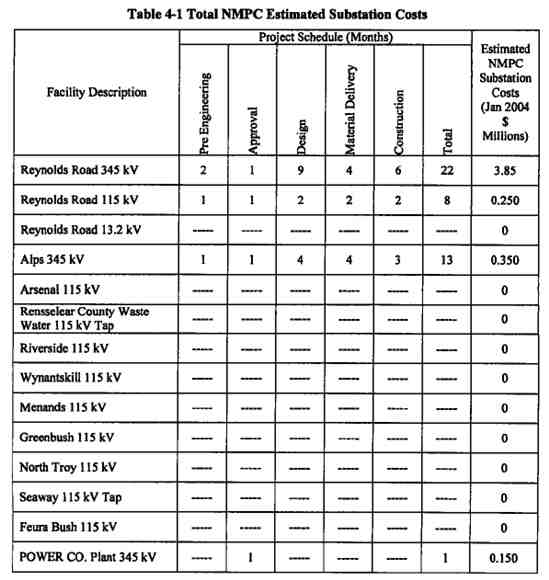 Table 4-1 Total NMPC Estimated Substation Costs
Facility Description
Project Schedule (Months)
Pre Engineering
Approval
Design
Material Delivery
Construction
Total
Estimated
NMPC
Substation
Costs
(Jan 2004
$
Millions)
Reynolds Road 345 kV 2 1 9 4 6 22 3.85
Reynolds Road 115 kV 1 1 2 2 2 8 0.250
Reynolds Road 13.2 kV ----- ----- ----- ----- ----- ----- 0
Alps 345 kV 1 1 4 4 3 13 0.350
Arsenal 115 kV ----- ----- ----- ----- ----- ----- 0
Rensselear County Waste
Water 115 kV Tap ----- ----- ----- ----- ----- ----- 0
Riverside 115 kV ----- ----- ----- ----- ----- ----- 0
Wynantskill 115 kV ----- ----- ----- ----- ----- ----- 0
Menands 115 kV ----- ----- ----- ----- ----- ----- 0
Greenbush 115 kV ----- ----- ----- ----- ----- ----- 0
North Troy 115 kV ----- ----- ----- ----- ----- ----- 0
Seaway 115 kV Tap ----- ----- ----- ----- ----- ----- 0
Feura Bush 115 kV ----- ----- ----- ----- ----- ----- 0
POWER CO. Plant 345 kV ----- 1 ----- ----- ----- 1 0.150